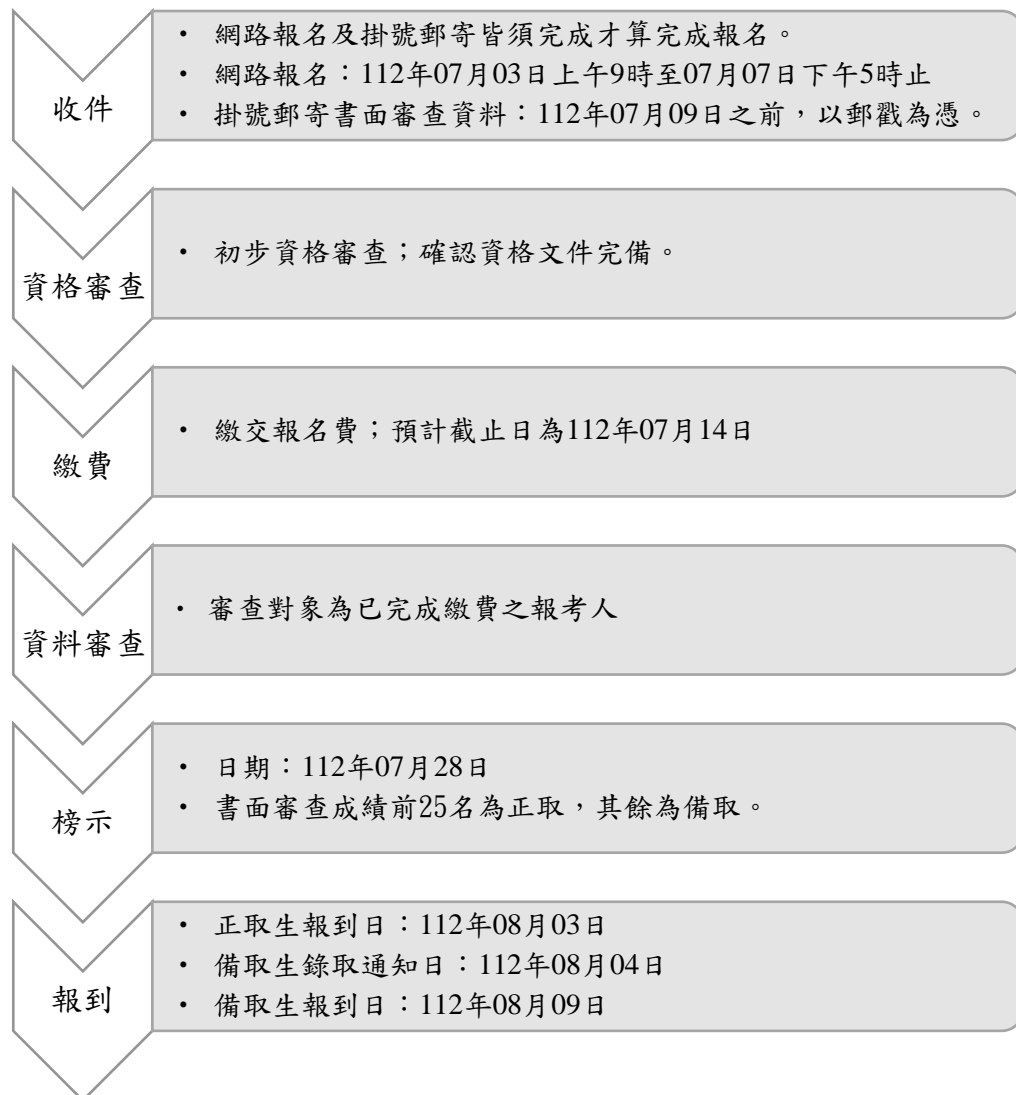 收件
• 網路報名及掛號郵寄皆須完成才算完成報名。
• 網路報名：112年07月03日上午9時至07月07日下午5時止
• 掛號郵寄書面審查資料：112年07月09日之前，以郵戳為憑。
資格審查
• 初步資格審查；確認資格文件完備。
繳費
• 繳交報名費；預計截止日為112年07月14日
資料審查
• 審查對象為已完成繳費之報考人
榜示
• 日期：112年07月28日
• 書面審查成績前25名為正取，其餘為備取。
報到
• 正取生報到日：112年08月03日
• 備取生錄取通知日：112年08月04日
• 備取生報到日：112年08月09日